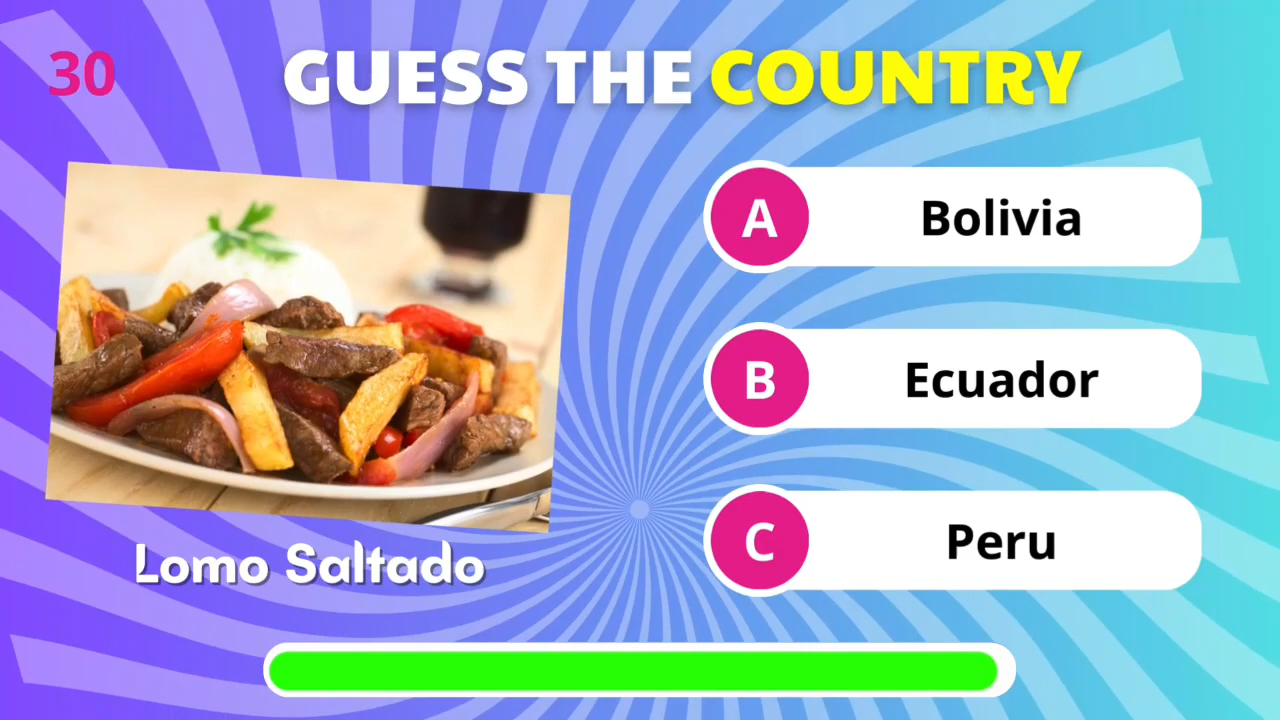 30
GUESS THE COUNTRY
A Bolivia
B Ecuador
C Peru
Lomo Saltado